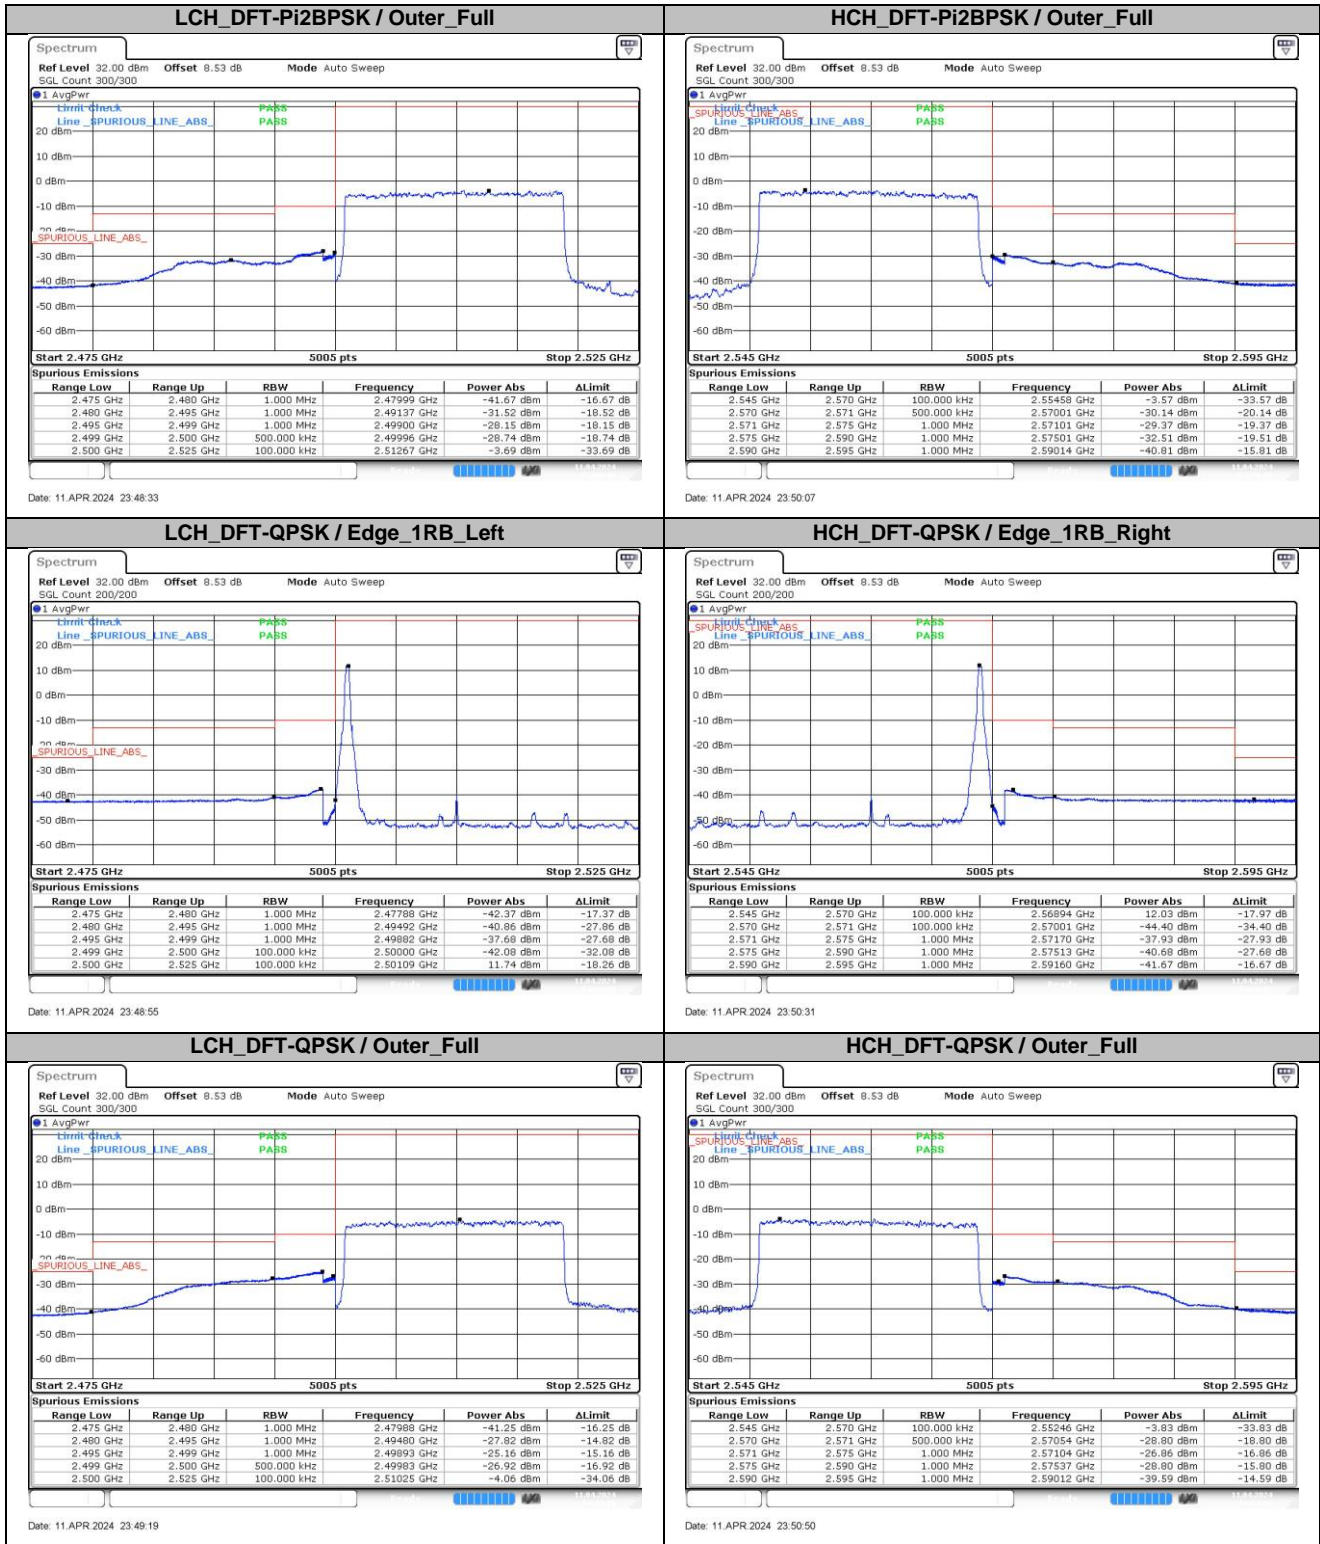 LCH_DFT-Pi2BPSK / Outer_Full
Spectrum
Ref Level 32.00 dBm Offset 8.53 dB Mode Auto Sweep
SGL Count 300/300
1 AvgPwr
Limit Check PASS
Line _SPURIOUS_LINE_ABS_ PASS
20 dBm
10 dBm
0 dBm
-10 dBm
-20 dBm
_SPURIOUS_LINE_ABS_
-30 dBm
-40 dBm
-50 dBm
-60 dBm
Start 2.475 GHz 5005 pts Stop 2.525 GHz
Spurious Emissions
Range Low Range Up RBW Frequency Power Abs ΔLimit
2.475 GHz 2.480 GHz 1.000 MHz 2.47999 GHz -41.67 dBm -16.67 dB
2.480 GHz 2.495 GHz 1.000 MHz 2.49137 GHz -31.52 dBm -18.52 dB
2.495 GHz 2.499 GHz 1.000 MHz 2.49900 GHz -28.15 dBm -18.15 dB
2.499 GHz 2.500 GHz 500.000 kHz 2.49996 GHz -28.74 dBm -18.74 dB
2.500 GHz 2.525 GHz 100.000 kHz 2.51267 GHz -3.69 dBm -33.69 dB
Date: 11.APR.2024 23:48:33
HCH_DFT-Pi2BPSK / Outer_Full
Spectrum
Ref Level 32.00 dBm Offset 8.53 dB Mode Auto Sweep
SGL Count 300/300
1 AvgPwr
Limit Check PASS
_SPURIOUS_LINE_ABS_
Line _SPURIOUS_LINE_ABS_ PASS
20 dBm
10 dBm
0 dBm
-10 dBm
-20 dBm
-30 dBm
-40 dBm
-50 dBm
-60 dBm
Start 2.545 GHz 5005 pts Stop 2.595 GHz
Spurious Emissions
Range Low Range Up RBW Frequency Power Abs ΔLimit
2.545 GHz 2.570 GHz 100.000 kHz 2.55458 GHz -3.57 dBm -33.57 dB
2.570 GHz 2.571 GHz 500.000 kHz 2.57001 GHz -30.14 dBm -20.14 dB
2.571 GHz 2.575 GHz 1.000 MHz 2.57101 GHz -29.37 dBm -19.37 dB
2.575 GHz 2.590 GHz 1.000 MHz 2.57501 GHz -32.51 dBm -19.51 dB
2.590 GHz 2.595 GHz 1.000 MHz 2.59014 GHz -40.81 dBm -15.81 dB
Date: 11.APR.2024 23:50:07
LCH_DFT-QPSK / Edge_1RB_Left
Spectrum
Ref Level 32.00 dBm Offset 8.53 dB Mode Auto Sweep
SGL Count 200/200
1 AvgPwr
Limit Check PASS
Line _SPURIOUS_LINE_ABS_ PASS
20 dBm
10 dBm
0 dBm
-10 dBm
-20 dBm
_SPURIOUS_LINE_ABS_
-30 dBm
-40 dBm
-50 dBm
-60 dBm
Start 2.475 GHz 5005 pts Stop 2.525 GHz
Spurious Emissions
Range Low Range Up RBW Frequency Power Abs ΔLimit
2.475 GHz 2.480 GHz 1.000 MHz 2.47788 GHz -42.37 dBm -17.37 dB
2.480 GHz 2.495 GHz 1.000 MHz 2.49492 GHz -40.86 dBm -27.86 dB
2.495 GHz 2.499 GHz 1.000 MHz 2.49882 GHz -37.68 dBm -27.68 dB
2.499 GHz 2.500 GHz 100.000 kHz 2.50000 GHz -42.08 dBm -32.08 dB
2.500 GHz 2.525 GHz 100.000 kHz 2.50109 GHz 11.74 dBm -18.26 dB
Date: 11.APR.2024 23:48:55
HCH_DFT-QPSK / Edge_1RB_Right
Spectrum
Ref Level 32.00 dBm Offset 8.53 dB Mode Auto Sweep
SGL Count 200/200
1 AvgPwr
Limit Check PASS
_SPURIOUS_LINE_ABS_
Line _SPURIOUS_LINE_ABS_ PASS
20 dBm
10 dBm
0 dBm
-10 dBm
-20 dBm
-30 dBm
-40 dBm
-50 dBm
-60 dBm
Start 2.545 GHz 5005 pts Stop 2.595 GHz
Spurious Emissions
Range Low Range Up RBW Frequency Power Abs ΔLimit
2.545 GHz 2.570 GHz 100.000 kHz 2.56894 GHz 12.03 dBm -17.97 dB
2.570 GHz 2.571 GHz 100.000 kHz 2.57001 GHz -44.40 dBm -34.40 dB
2.571 GHz 2.575 GHz 1.000 MHz 2.57170 GHz -37.93 dBm -27.93 dB
2.575 GHz 2.590 GHz 1.000 MHz 2.57513 GHz -40.68 dBm -27.68 dB
2.590 GHz 2.595 GHz 1.000 MHz 2.59160 GHz -41.67 dBm -16.67 dB
Date: 11.APR.2024 23:50:31
LCH_DFT-QPSK / Outer_Full
Spectrum
Ref Level 32.00 dBm Offset 8.53 dB Mode Auto Sweep
SGL Count 300/300
1 AvgPwr
Limit Check PASS
Line _SPURIOUS_LINE_ABS_ PASS
20 dBm
10 dBm
0 dBm
-10 dBm
-20 dBm
_SPURIOUS_LINE_ABS_
-30 dBm
-40 dBm
-50 dBm
-60 dBm
Start 2.475 GHz 5005 pts Stop 2.525 GHz
Spurious Emissions
Range Low Range Up RBW Frequency Power Abs ΔLimit
2.475 GHz 2.480 GHz 1.000 MHz 2.47988 GHz -41.25 dBm -16.25 dB
2.480 GHz 2.495 GHz 1.000 MHz 2.49480 GHz -27.82 dBm -14.82 dB
2.495 GHz 2.499 GHz 1.000 MHz 2.49893 GHz -25.16 dBm -15.16 dB
2.499 GHz 2.500 GHz 500.000 kHz 2.49983 GHz -26.92 dBm -16.92 dB
2.500 GHz 2.525 GHz 100.000 kHz 2.51025 GHz -4.06 dBm -34.06 dB
Date: 11.APR.2024 23:49:19
HCH_DFT-QPSK / Outer_Full
Spectrum
Ref Level 32.00 dBm Offset 8.53 dB Mode Auto Sweep
SGL Count 300/300
1 AvgPwr
Limit Check PASS
_SPURIOUS_LINE_ABS_
Line _SPURIOUS_LINE_ABS_ PASS
20 dBm
10 dBm
0 dBm
-10 dBm
-20 dBm
-30 dBm
-40 dBm
-50 dBm
-60 dBm
Start 2.545 GHz 5005 pts Stop 2.595 GHz
Spurious Emissions
Range Low Range Up RBW Frequency Power Abs ΔLimit
2.545 GHz 2.570 GHz 100.000 kHz 2.55246 GHz -3.83 dBm -33.83 dB
2.570 GHz 2.571 GHz 500.000 kHz 2.57054 GHz -28.80 dBm -18.80 dB
2.571 GHz 2.575 GHz 1.000 MHz 2.57104 GHz -26.86 dBm -16.86 dB
2.575 GHz 2.590 GHz 1.000 MHz 2.57537 GHz -28.80 dBm -15.80 dB
2.590 GHz 2.595 GHz 1.000 MHz 2.59012 GHz -39.59 dBm -14.59 dB
Date: 11.APR.2024 23:50:50